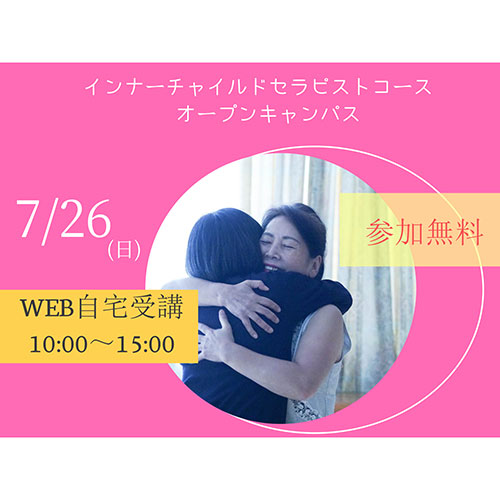 インナーチャイルドセラピストコース
オープンキャンパス
7/26
(日)
参加無料
WEB自宅受講
10:00〜15:00